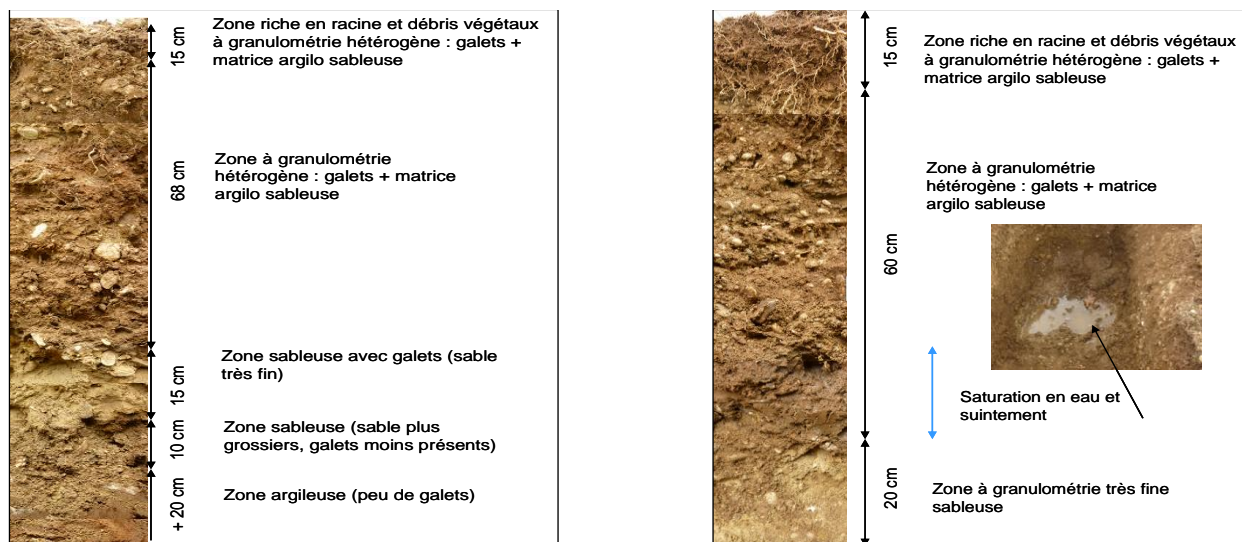 15 cm
Zone riche en racine et débris végétaux
à granulométrie hétérogène : galets +
matrice argilo sableuse
68 cm
Zone à granulométrie
hétérogène : galets + matrice
argilo sableuse
15 cm
Zone sableuse avec galets (sable
très fin)
10 cm
Zone sableuse (sable plus
grossiers, galets moins présents)
+ 20 cm
Zone argileuse (peu de galets)
15 cm
Zone riche en racine et débris végétaux
à granulométrie hétérogène : galets +
matrice argilo sableuse
60 cm
Zone à granulométrie
hétérogène : galets + matrice
argilo sableuse
Saturation en eau et
suintement
20 cm
Zone à granulométrie très fine
sableuse